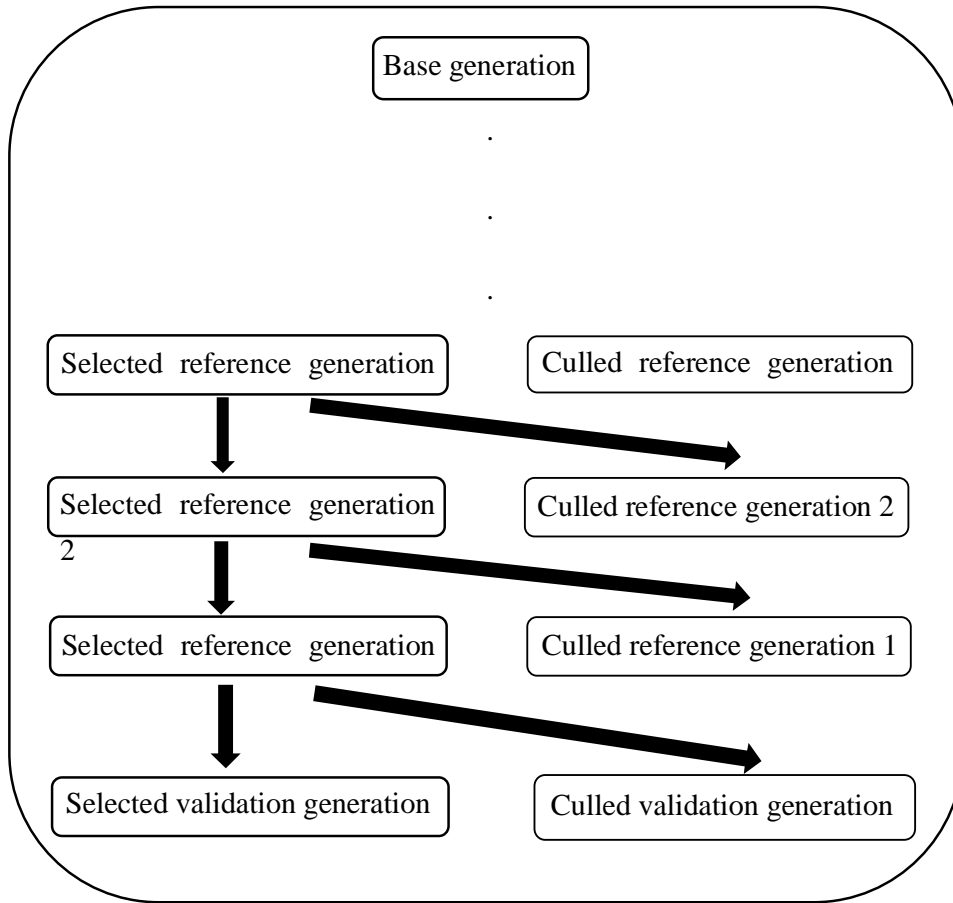 Base generation
.
.
.
Selected reference generation
Culled reference generation
Selected reference generation
2
Culled reference generation 2
Selected reference generation
Culled reference generation 1
Selected validation generation
Culled validation generation